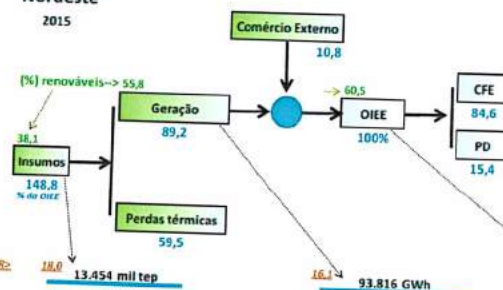 2015
Comércio Externo
10,8
(%) renováveis--> 55,8
Geração
89,2
--> 60,5
OIEE
100%
CFE
84,6
PD
15,4
38,1
Insumos
148,8
% da OIEE
Perdas térmicas
59,5
18,0
13.454 mil tep
16,1
93.816 GWh